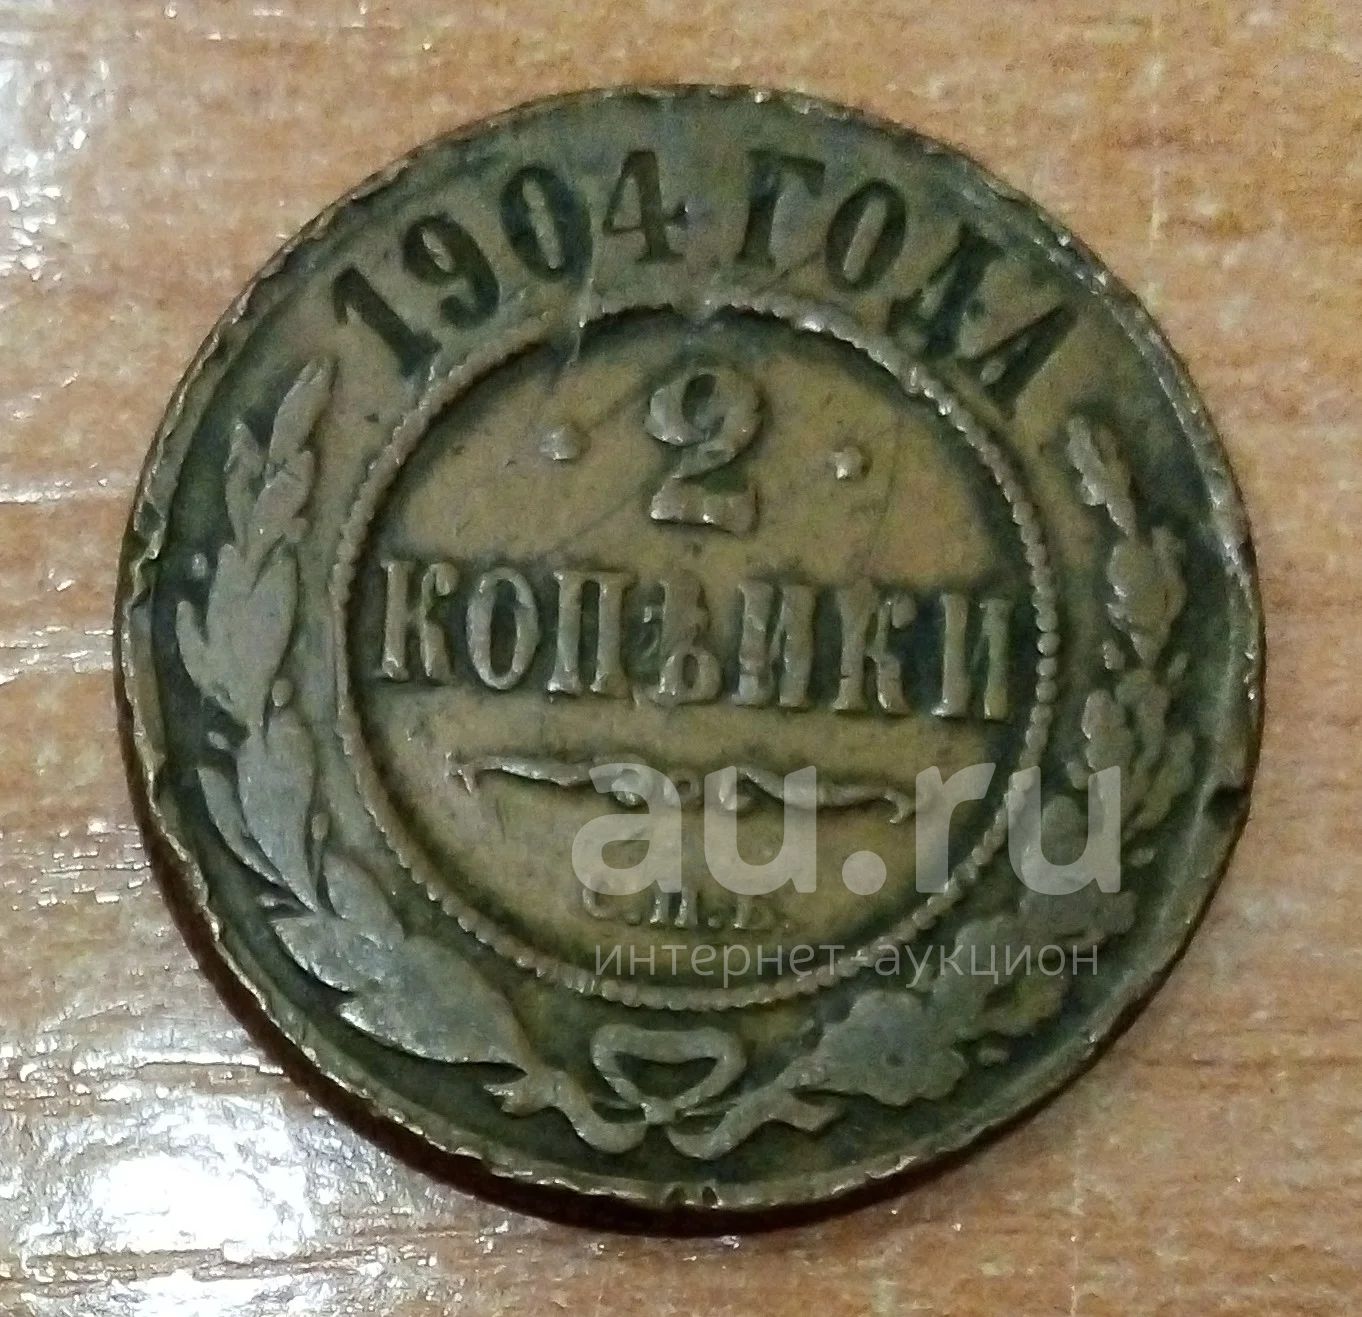 1904 ГОДА
2
КОПѢЙКИ
С.П.Б.
au.ru
интернет-аукцион